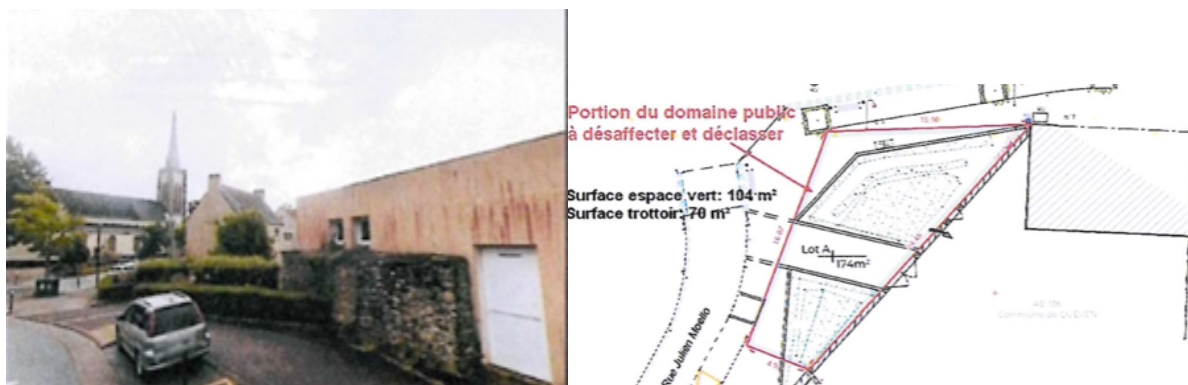 Portion du domaine public
à désaffecter et déclasser
Surface espace vert: 104 m²
Surface trottoir: 70 m²
Lot A
174m²
Rue Julien Moello
Commune de QUEVEN